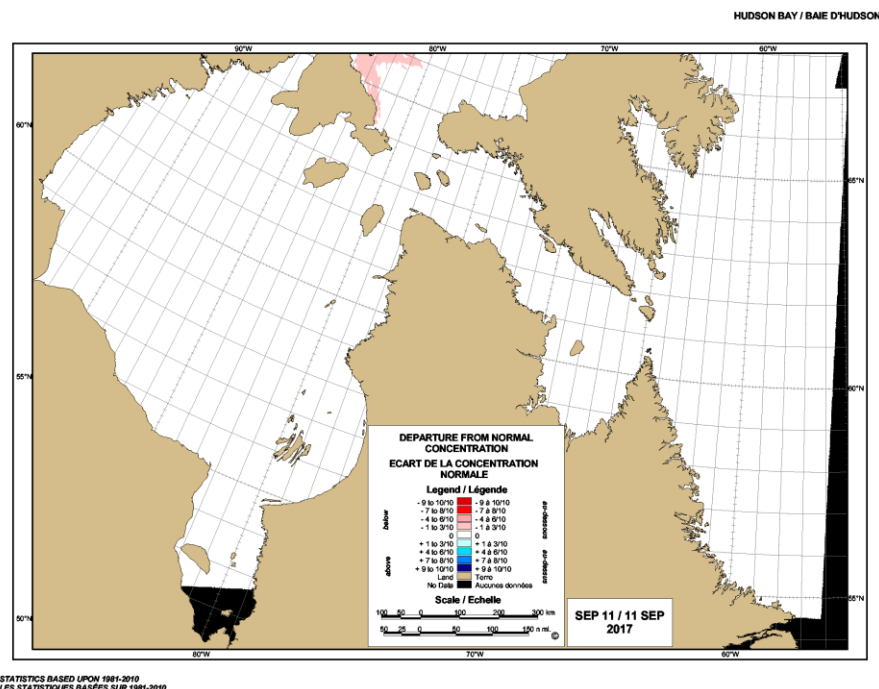 HUDSON BAY / BAIE D'HUDSON
90°W 80°W 70°W 60°W
60°N
65°N
55°N
60°N
50°N
55°N
80°W 70°W 60°W
DEPARTURE FROM NORMAL
CONCENTRATION
ECART DE LA CONCENTRATION
NORMALE
Legend / Légende
below
- 9 to 10/10 - 9 à 10/10
- 7 to 8/10 - 7 à 8/10
- 4 to 6/10 - 4 à 6/10
- 1 to 3/10 - 1 à 3/10
au-dessous
0 0
above
+ 1 to 3/10 + 1 à 3/10
+ 4 to 6/10 + 4 à 6/10
+ 7 to 8/10 + 7 à 8/10
+ 9 to 10/10 + 9 à 10/10
au-dessus
Land Terre
No Data Aucunes données
Scale / Echelle
100 50 0 100 200 300 km
50 25 0 50 100 150 n mi.
©
SEP 11 / 11 SEP
2017
STATISTICS BASED UPON 1981-2010
LES STATISTIQUES BASÉES SUR 1981-2010